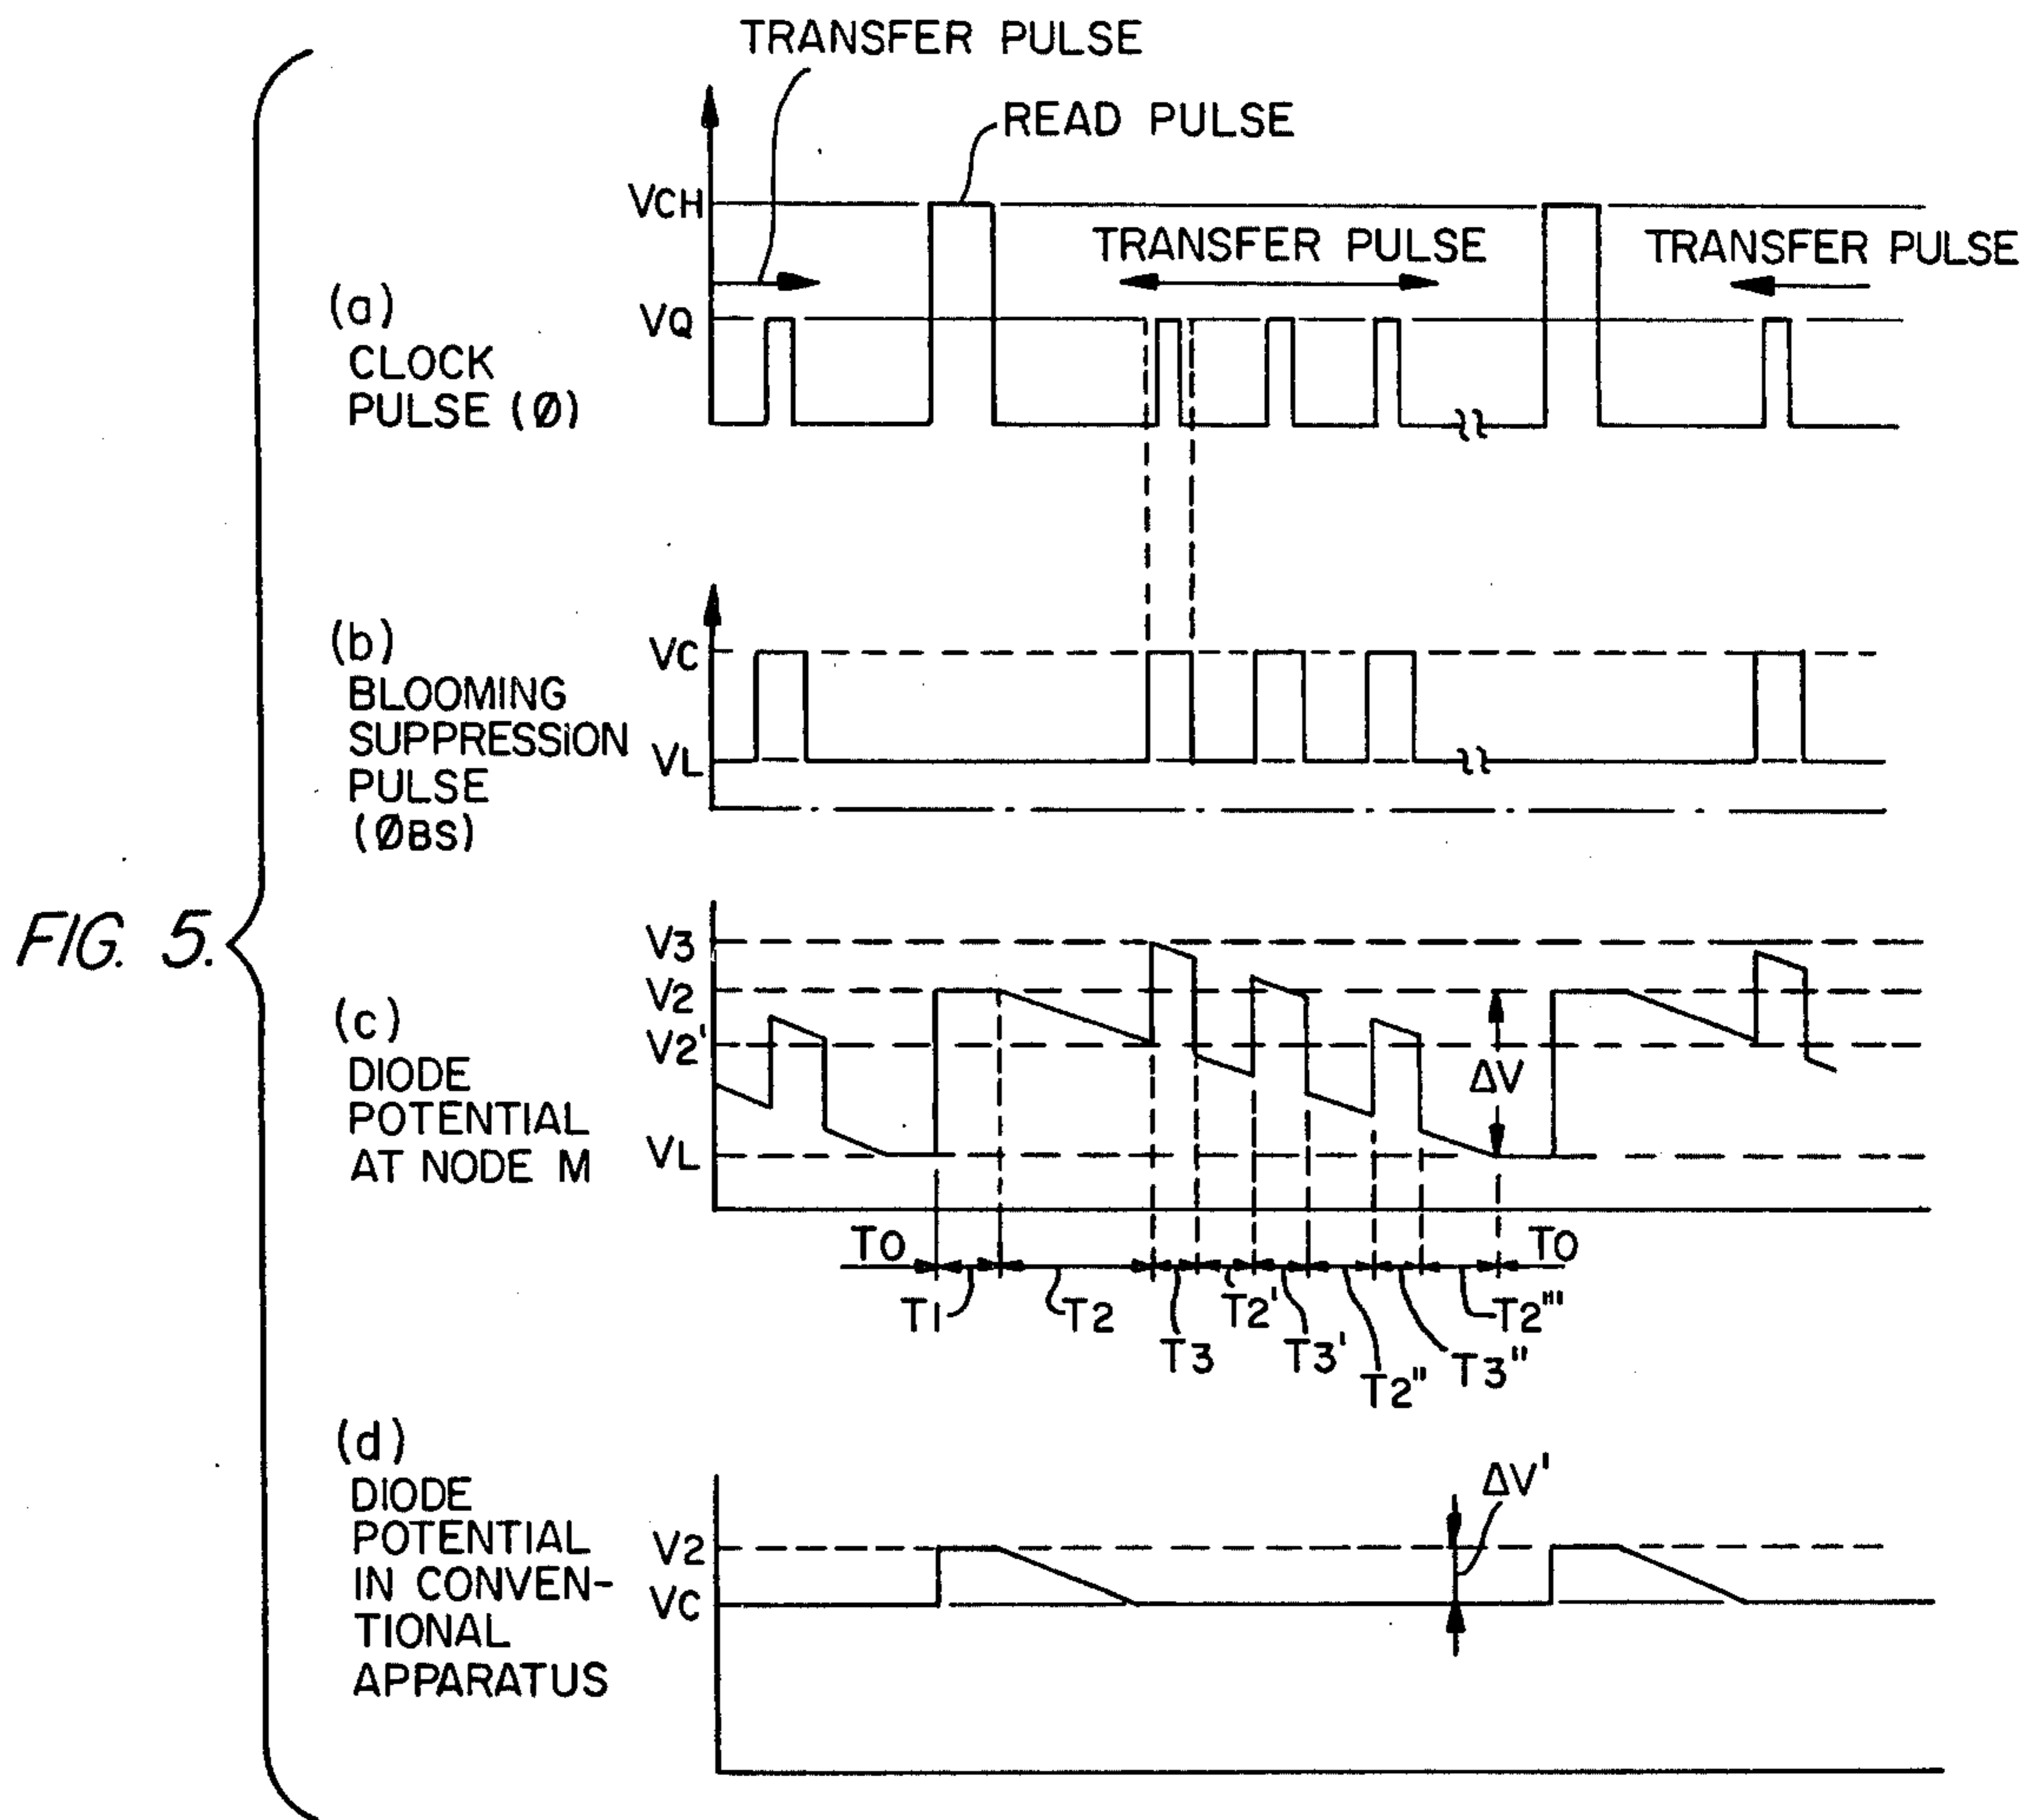 TRANSFER PULSE
READ PULSE
VCH
TRANSFER PULSE
TRANSFER PULSE
(a)
VQ
CLOCK
PULSE (Ø)
(b)
VC
BLOOMING
SUPPRESSION
VL
PULSE
(ØBS)
FIG. 5.
V3
V2
(c)
V2'
DIODE
ΔV
POTENTIAL
VL
AT NODE M
TO
TO
T1
T2
T3
T2'
T3'
T2"
T3"
T2'''
(d)
ΔV'
DIODE
POTENTIAL
V2
IN CONVEN-
VC
TIONAL
APPARATUS